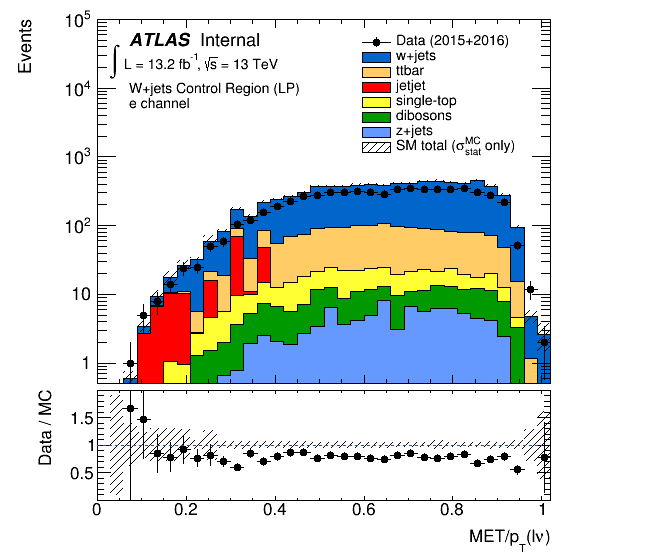 Events
10^5
10^4
10^3
10^2
10
1
ATLAS Internal
∫ L = 13.2 fb^-1, √s = 13 TeV
W+jets Control Region (LP)
e channel
Data (2015+2016)
w+jets
ttbar
jetjet
single-top
dibosons
z+jets
SM total (σ^MC_stat only)
Data / MC
1.5
1
0.5
0 0.2 0.4 0.6 0.8 1
MET/p_T(lν)